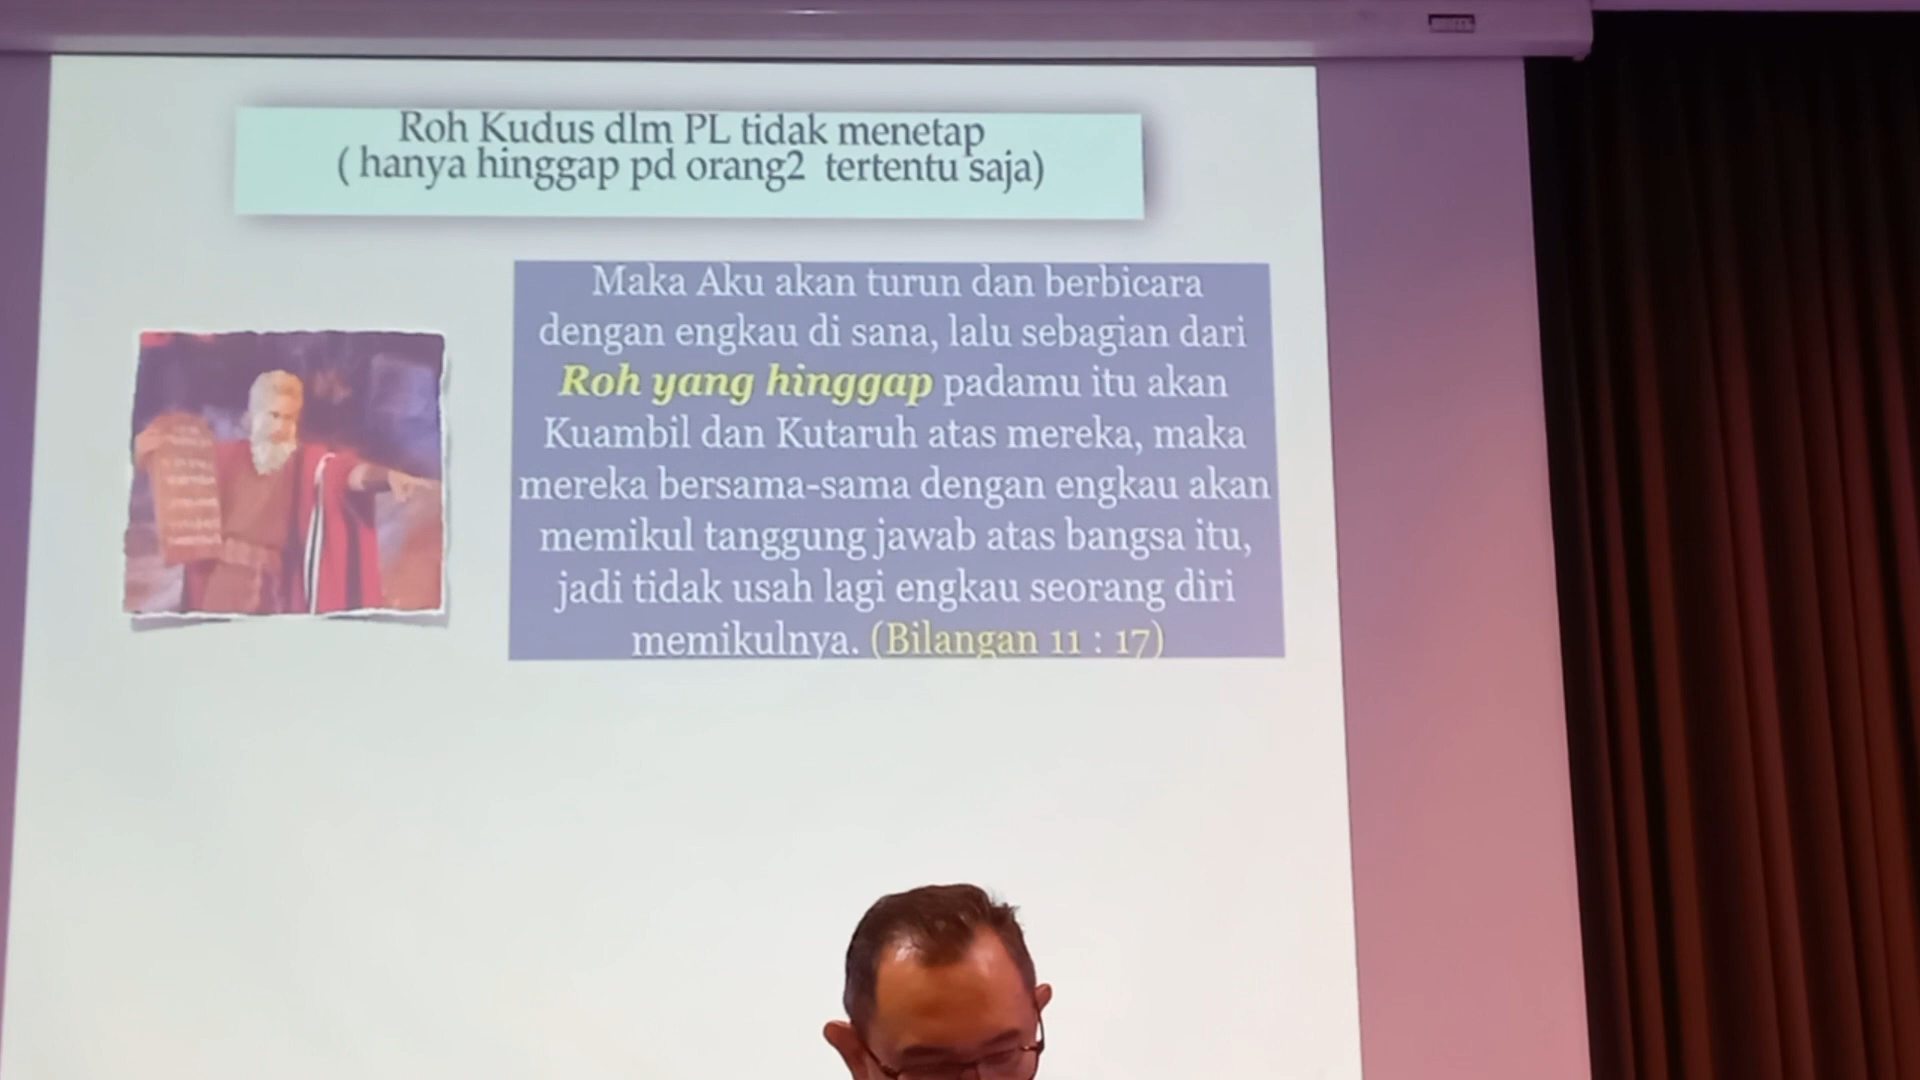 Roh Kudus dlm PL tidak menetap
( hanya hinggap pd orang2 tertentu saja)
Maka Aku akan turun dan berbicara
dengan engkau di sana, lalu sebagian dari
Roh yang hinggap padamu itu akan
Kuambil dan Kutaruh atas mereka, maka
mereka bersama-sama dengan engkau akan
memikul tanggung jawab atas bangsa itu,
jadi tidak usah lagi engkau seorang diri
memikulnya. (Bilangan 11 : 17)